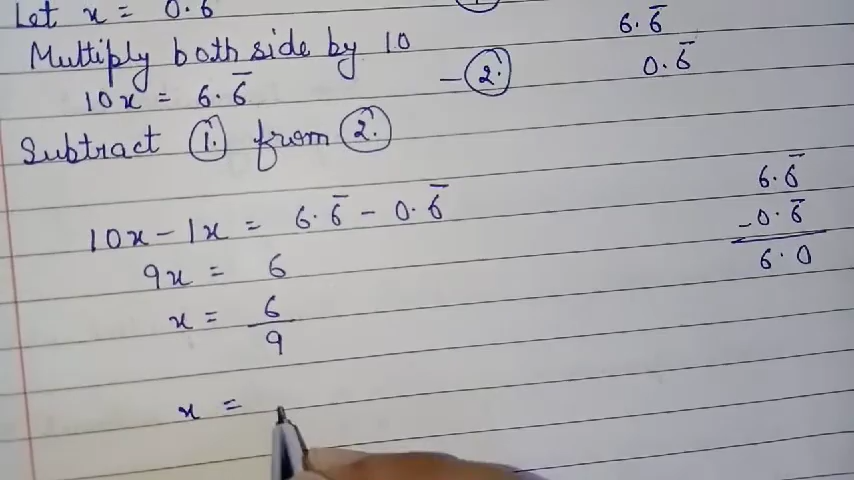 Let x = 0.6
Multiply both side by 10
10x = 6.6̅ - 2.
Subtract 1. from 2.
10x - 1x = 6.6̅ - 0.6̅
9x = 6
x = 6/9
x =
6.6̅
0.6̅
6.6̅
-0.6̅
6.0